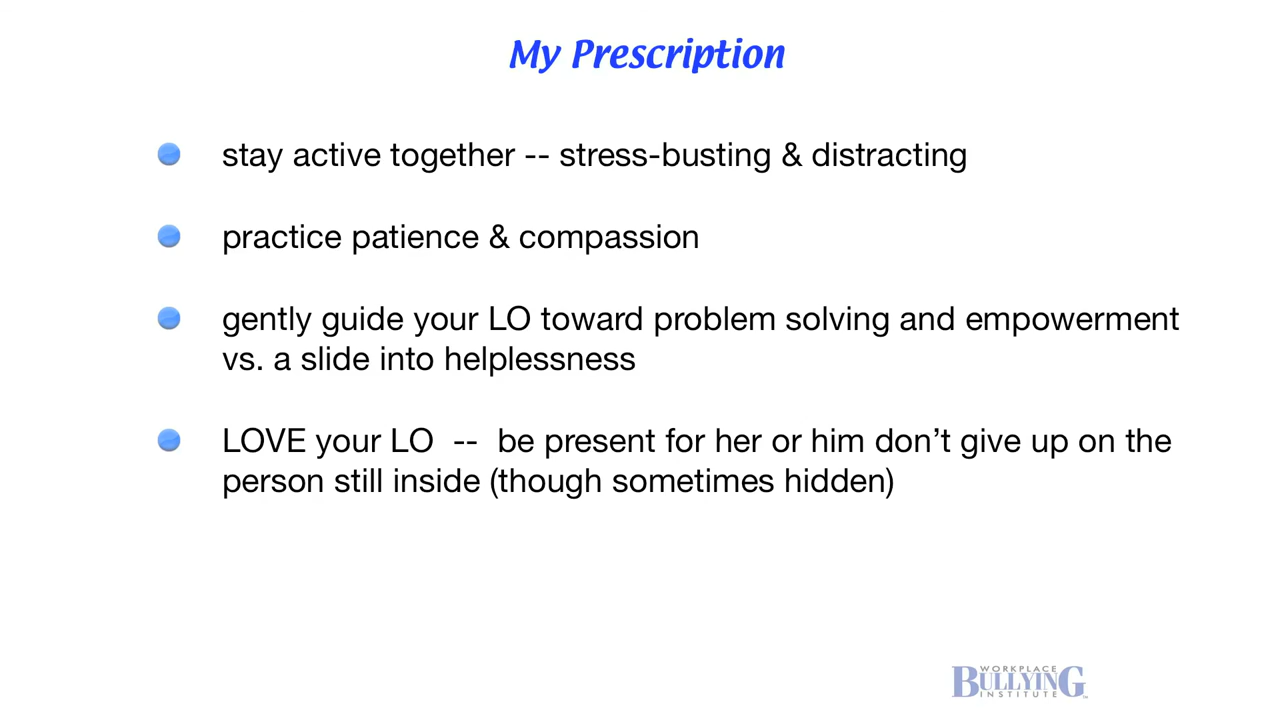 My Prescription
stay active together -- stress-busting & distracting
practice patience & compassion
gently guide your LO toward problem solving and empowerment
vs. a slide into helplessness
LOVE your LO -- be present for her or him don’t give up on the
person still inside (though sometimes hidden)
WORKPLACE
BULLYING
INSTITUTE